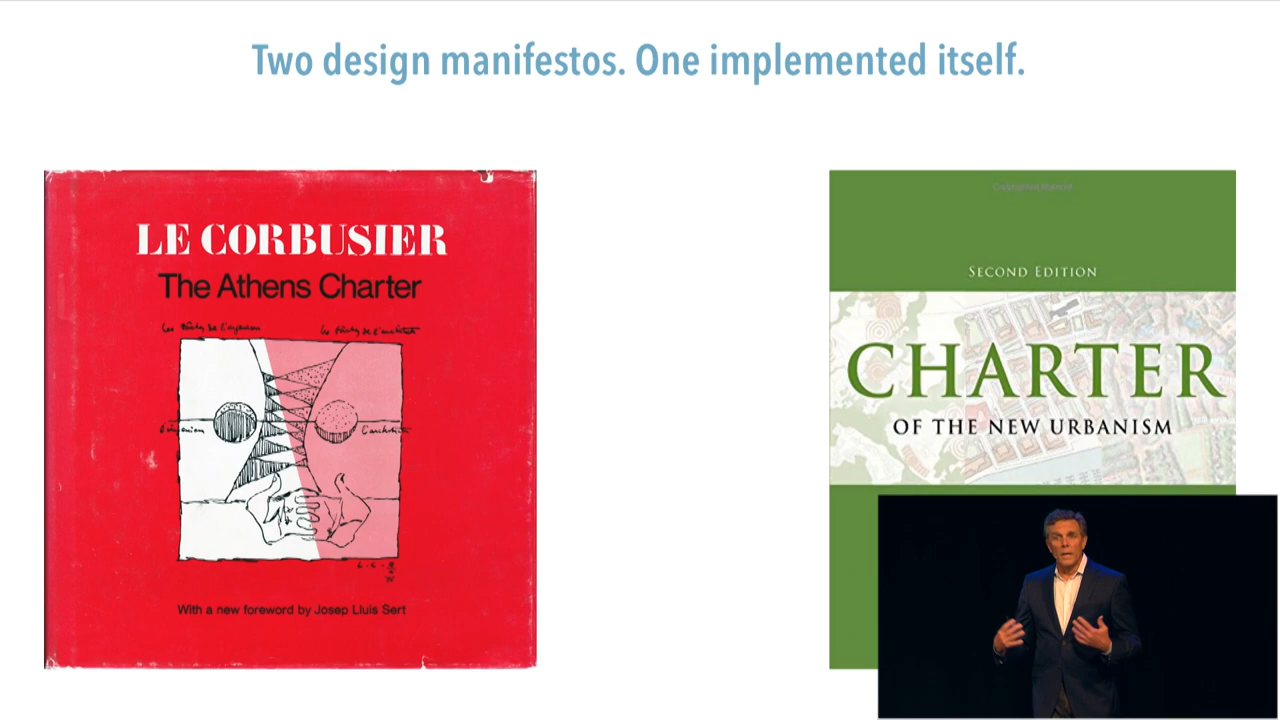 Two design manifestos. One implemented itself.
LE CORBUSIER
The Athens Charter
With a new foreword by Josep Lluis Sert
SECOND EDITION
CHARTER
OF THE NEW URBANISM